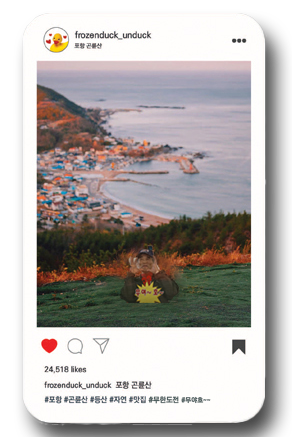 frozenduck_unduck
포항 곤륜산
24,518 likes
frozenduck_unduck 포항 곤륜산
#포항 #곤륜산 #등산 #자연 #맛집 #무한도전 #무야호~~